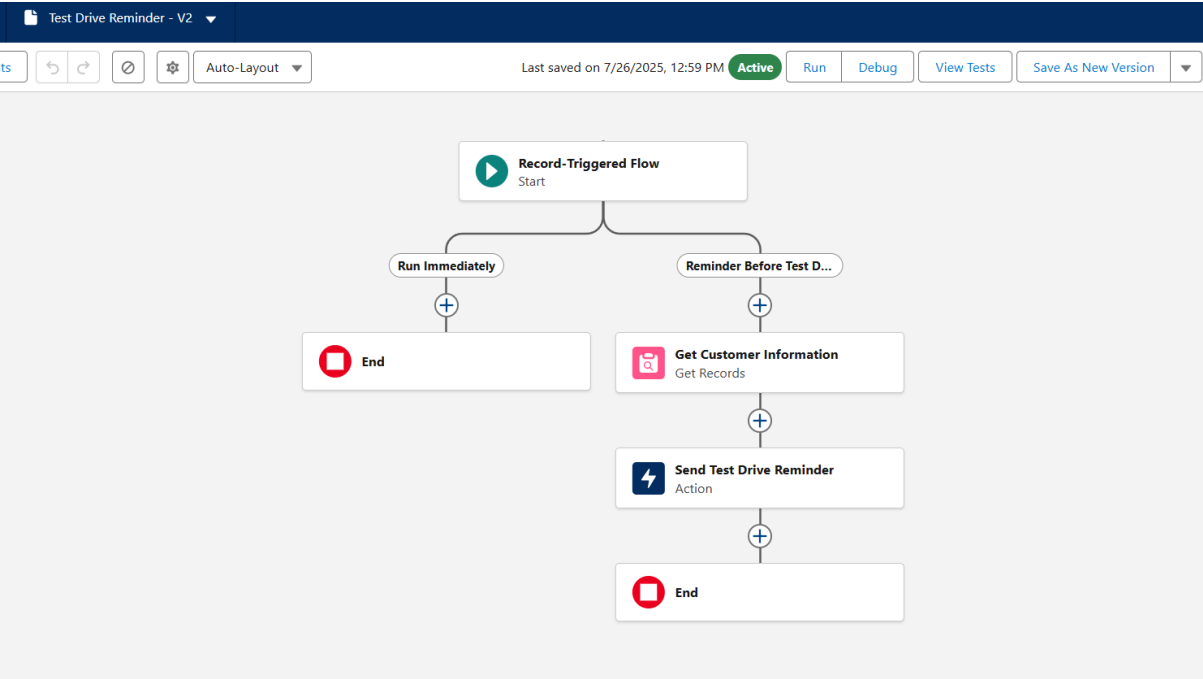 Test Drive Reminder - V2
ts
Auto-Layout
Last saved on 7/26/2025, 12:59 PM Active Run Debug View Tests Save As New Version
Record-Triggered Flow
Start
Run Immediately
Reminder Before Test D...
End
Get Customer Information
Get Records
Send Test Drive Reminder
Action
End